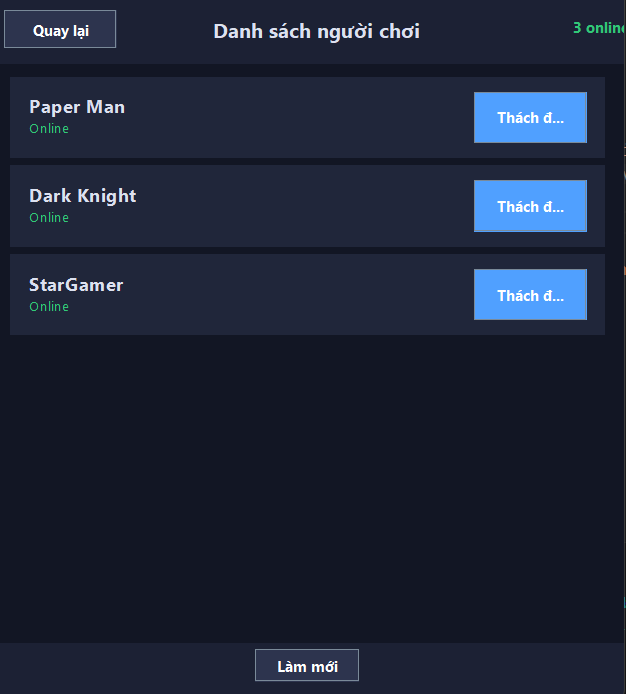 Quay lại
Danh sách người chơi
3 online
Paper Man
Online
Thách đ...
Dark Knight
Online
Thách đ...
StarGamer
Online
Thách đ...
Làm mới